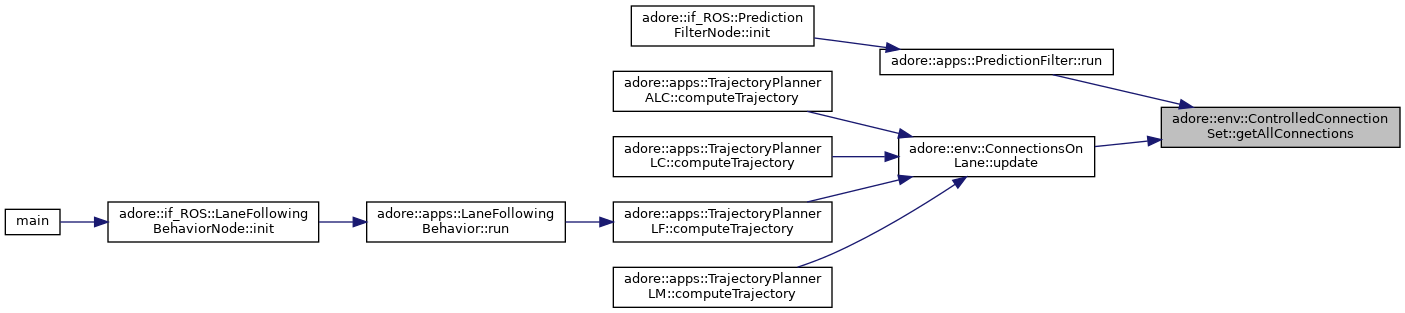 adore::if_ROS::Prediction
FilterNode::init
adore::apps::PredictionFilter::run
adore::apps::TrajectoryPlanner
ALC::computeTrajectory
adore::env::ControlledConnection
Set::getAllConnections
adore::apps::TrajectoryPlanner
LC::computeTrajectory
adore::env::ConnectionsOn
Lane::update
main
adore::if_ROS::LaneFollowing
BehaviorNode::init
adore::apps::LaneFollowing
Behavior::run
adore::apps::TrajectoryPlanner
LF::computeTrajectory
adore::apps::TrajectoryPlanner
LM::computeTrajectory